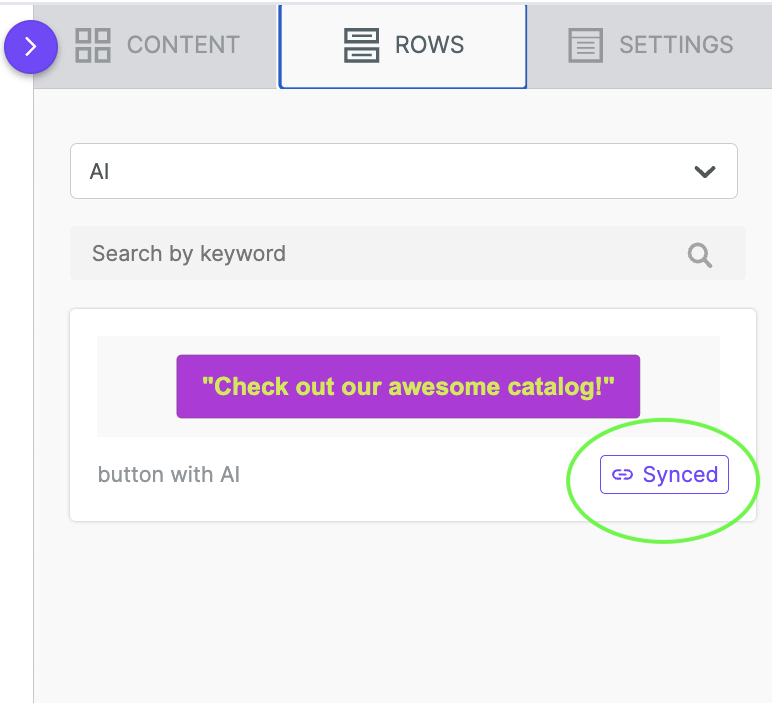 CONTENT
ROWS
SETTINGS
AI
Search by keyword
"Check out our awesome catalog!"
button with AI
Synced